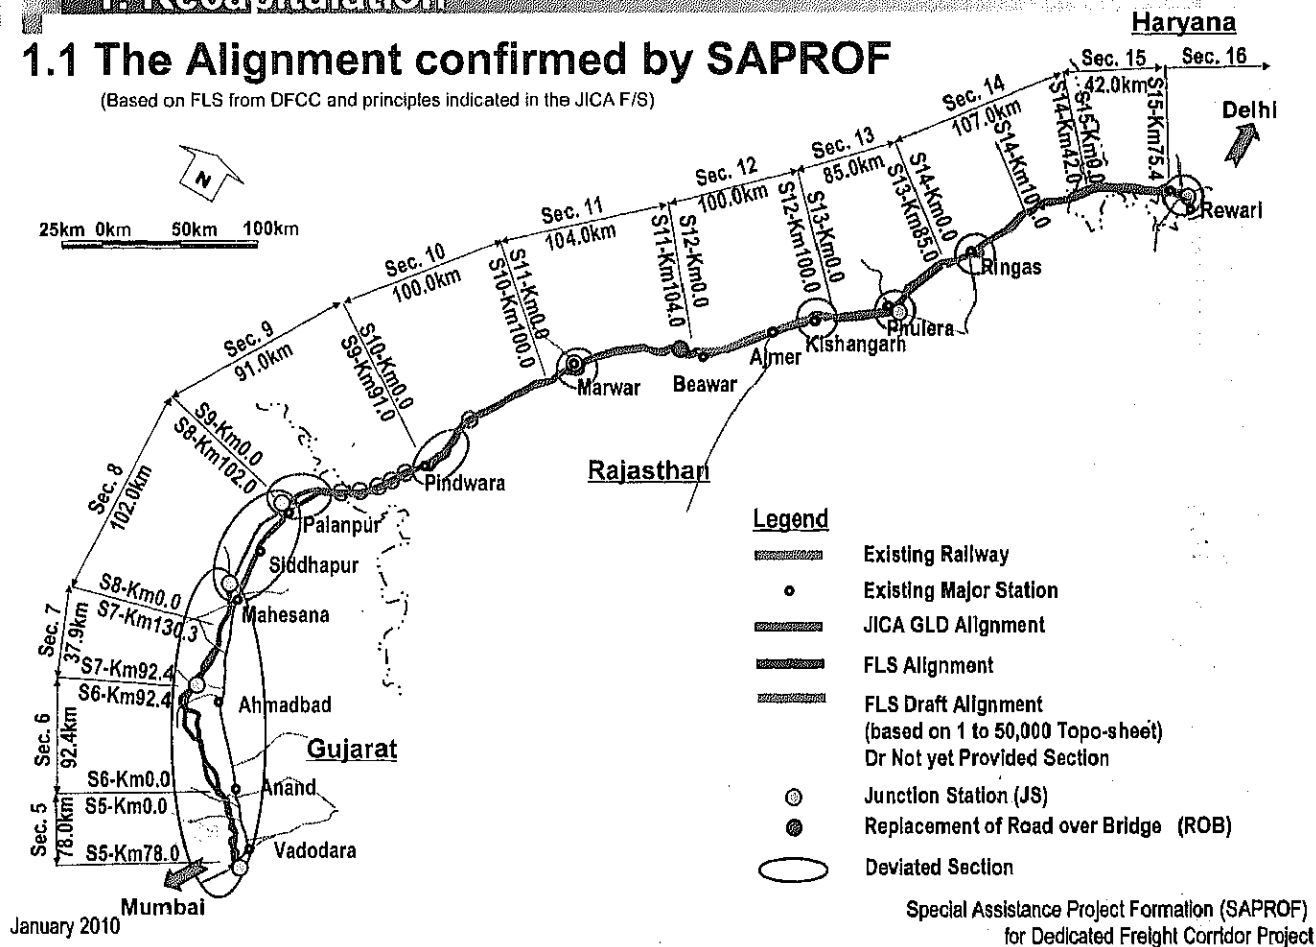 1. Recapitulation
1.1 The Alignment confirmed by SAPROF
(Based on FLS from DFCC and principles indicated in the JICA F/S)
Haryana
Sec. 15
42.0km
Sec. 16
Sec. 14
107.0km
Sec. 13
85.0km
Sec. 12
100.0km
Sec. 11
104.0km
Sec. 10
100.0km
Sec. 9
91.0km
Sec. 8
102.0km
Sec. 7
37.9km
Sec. 6
92.4km
Sec. 5
78.0km
N
25km 0km 50km 100km
Delhi
S15-Km75.4
S15-Km0.0
S14-Km42.0
S14-Km107.0
S14-Km0.0
S13-Km85.0
S13-Km0.0
S12-Km100.0
S12-Km0.0
S11-Km104.0
S11-Km0.0
S10-Km100.0
S10-Km0.0
S9-Km91.0
S9-Km0.0
S8-Km102.0
S8-Km0.0
S7-Km130.3
S7-Km92.4
S6-Km92.4
S6-Km0.0
S5-Km0.0
S5-Km78.0
Rewari
Ringas
Phulera
Kishangarh
Ajmer
Beawar
Marwar
Pindwara
Rajasthan
Palanpur
Siddhapur
Mahesana
Ahmadbad
Gujarat
Anand
Vadodara
Mumbai
Legend
Existing Railway
Existing Major Station
JICA GLD Alignment
FLS Alignment
FLS Draft Alignment
(based on 1 to 50,000 Topo-sheet)
Dr Not yet Provided Section
Junction Station (JS)
Replacement of Road over Bridge (ROB)
Deviated Section
January 2010
Special Assistance Project Formation (SAPROF)
for Dedicated Freight Corridor Project